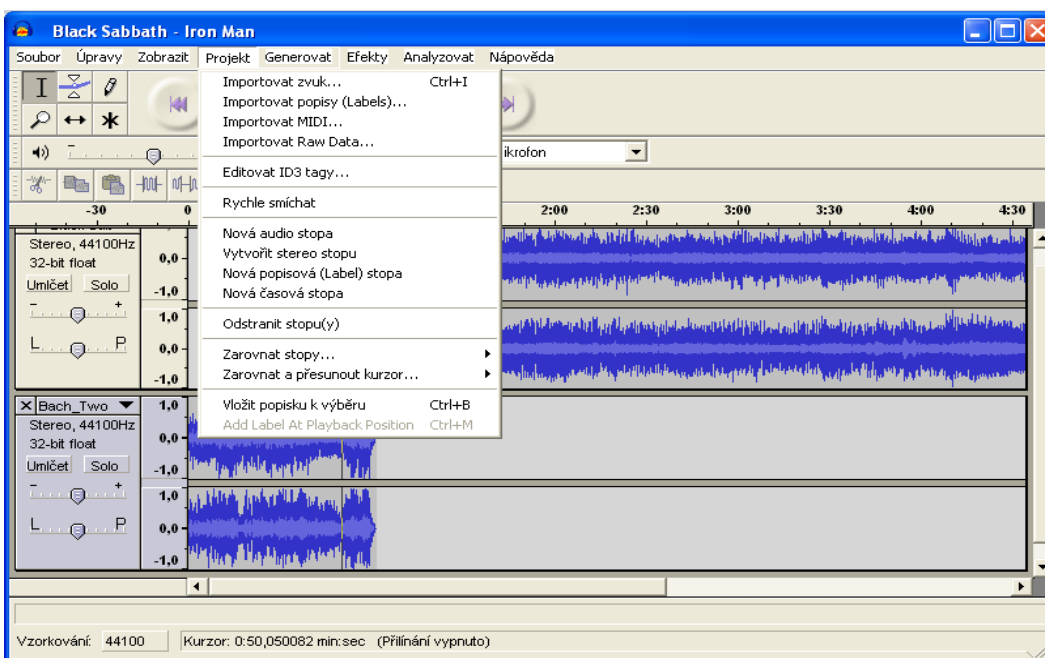 Black Sabbath - Iron Man
Soubor Úpravy Zobrazit Projekt Generovat Efekty Analyzovat Nápověda
Importovat zvuk... Ctrl+I
Importovat popisy (Labels)...
Importovat MIDI...
Importovat Raw Data...
Editovat ID3 tagy...
Rychle smíchat
Nová audio stopa
Vytvořit stereo stopu
Nová popisová (Label) stopa
Nová časová stopa
Odstranit stopu(y)
Zarovnat stopy...
Zarovnat a přesunout kurzor...
Vložit popisku k výběru Ctrl+B
Add Label At Playback Position Ctrl+M
ikrofon
-30 0 2:00 2:30 3:00 3:30 4:00 4:30
Stereo, 44100Hz
32-bit float
Umlčet Solo
- +
L P
0,0
-1,0
1,0
0,0
-1,0
Bach_Two
Stereo, 44100Hz
32-bit float
Umlčet Solo
- +
L P
1,0
0,0
-1,0
1,0
0,0
-1,0
Vzorkování: 44100 Kurzor: 0:50,050082 min:sec (Přilínání vypnuto)